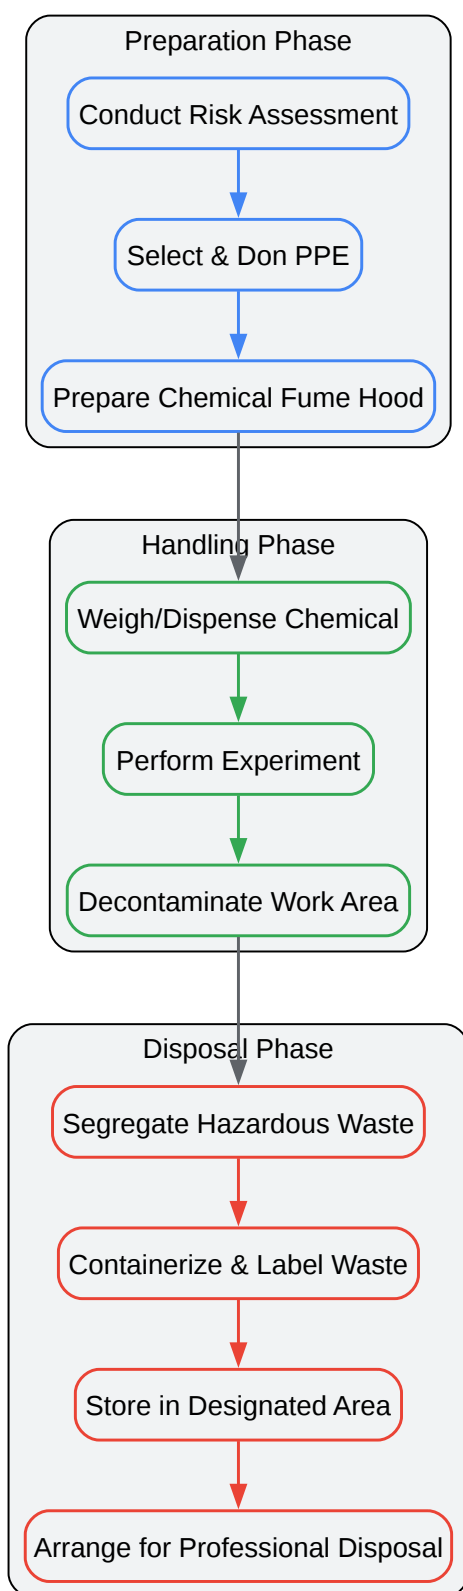 Preparation Phase
Conduct Risk Assessment
Select & Don PPE
Prepare Chemical Fume Hood
Handling Phase
Weigh/Dispense Chemical
Perform Experiment
Decontaminate Work Area
Disposal Phase
Segregate Hazardous Waste
Containerize & Label Waste
Store in Designated Area
Arrange for Professional Disposal